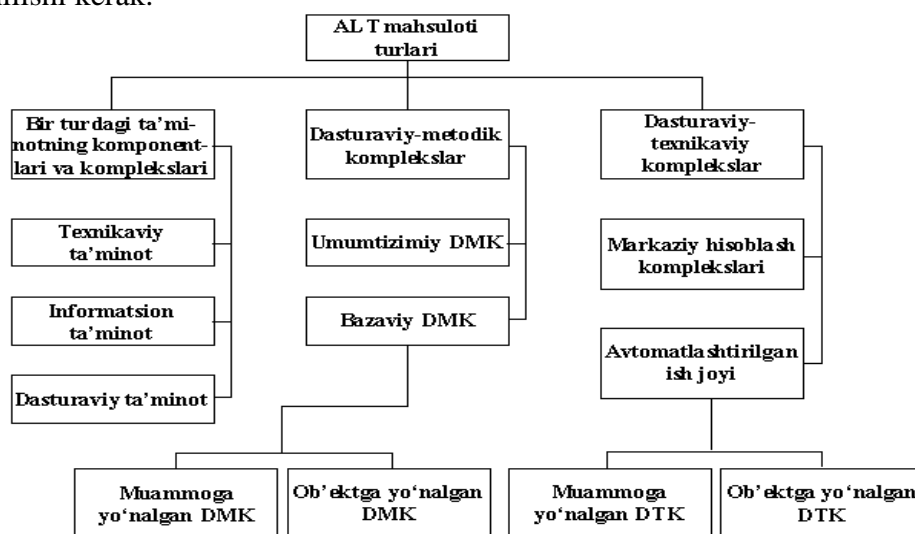 ALT mahsuloti
turlari
Bir turdagi ta’mi-
notning komponent-
lari va komplekslari
Dasturaviy-metodik
komplekslar
Dasturaviy-
texnikaviy
komplekslar
Texnikaviy
ta’minot
Umumtizimiy DMK
Markaziy hisoblash
komplekslari
Informatsion
ta’minot
Bazaviy DMK
Avtomatlashtirilgan
ish joyi
Dasturaviy ta’minot
Muammoga
yo‘nalgan DMK
Ob’ektga yo‘nalgan
DMK
Muammoga
yo‘nalgan DTK
Ob’ektga yo‘nalgan
DTK